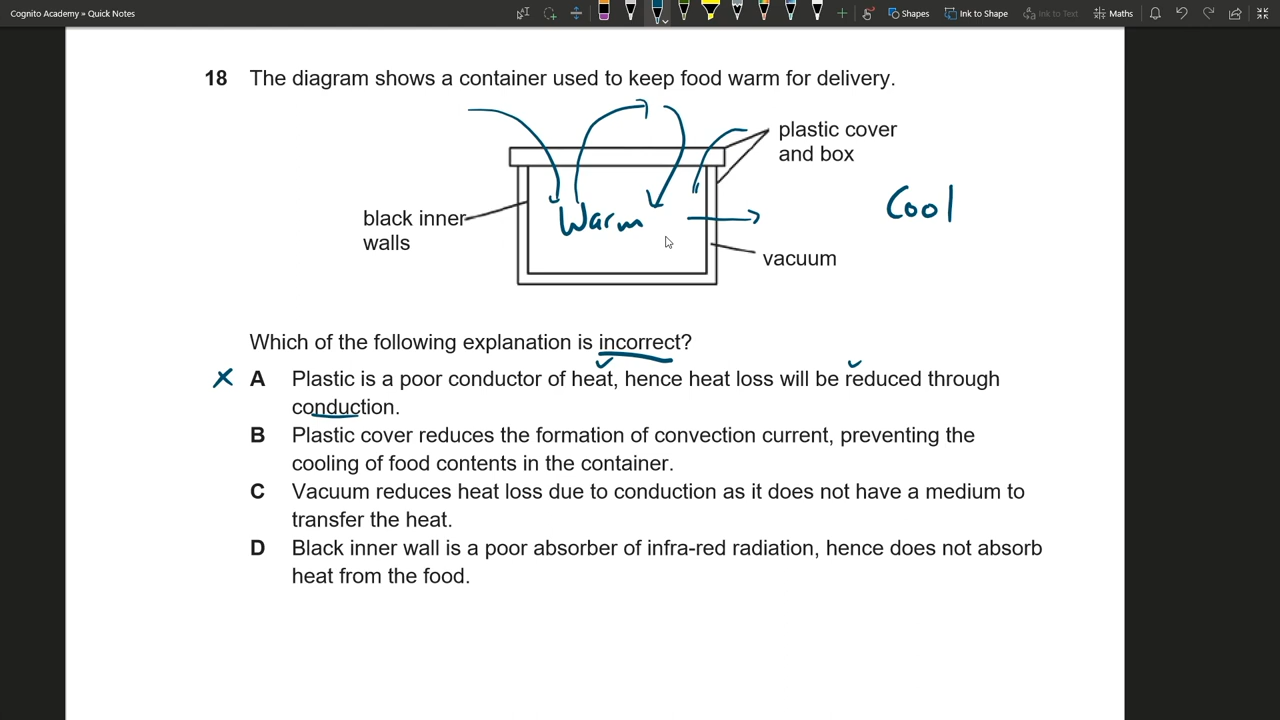 Cognito Academy » Quick Notes
Shapes
Ink to Shape
Ink to Text
Maths
18 The diagram shows a container used to keep food warm for delivery.
plastic cover
and box
black inner
walls
Warm
Cool
vacuum
Which of the following explanation is incorrect?
A Plastic is a poor conductor of heat, hence heat loss will be reduced through
conduction.
B Plastic cover reduces the formation of convection current, preventing the
cooling of food contents in the container.
C Vacuum reduces heat loss due to conduction as it does not have a medium to
transfer the heat.
D Black inner wall is a poor absorber of infra-red radiation, hence does not absorb
heat from the food.